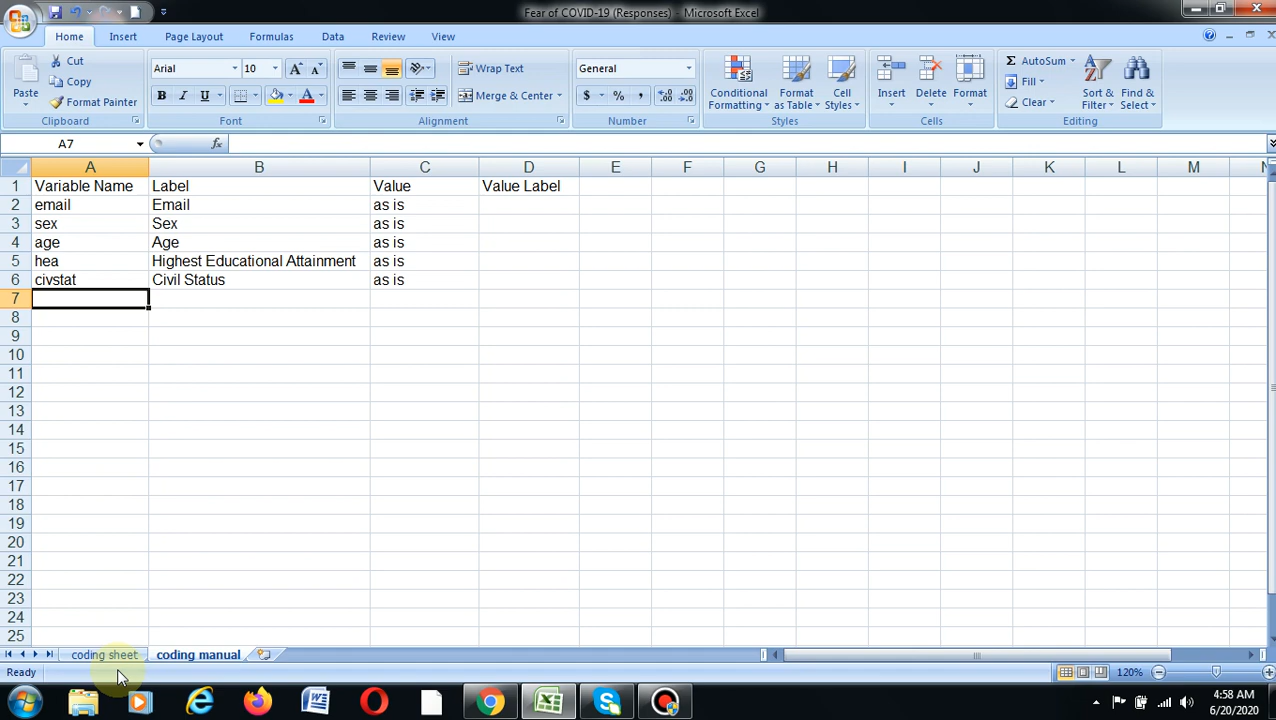 Fear of COVID-19 (Responses) - Microsoft Excel
Home Insert Page Layout Formulas Data Review View
Cut
Copy
Format Painter
Paste
Clipboard
Arial 10
B I U
Font
Wrap Text
Merge & Center
Alignment
General
$ % ,
Number
Conditional Formatting
Format as Table
Cell Styles
Styles
Insert Delete Format
Cells
AutoSum
Fill
Clear
Sort & Filter
Find & Select
Editing
A7 fx
A B C D E F G H I J K L M
1 Variable Name Label Value Value Label
2 email Email as is
3 sex Sex as is
4 age Age as is
5 hea Highest Educational Attainment as is
6 civstat Civil Status as is
7
8
9
10
11
12
13
14
15
16
17
18
19
20
21
22
23
24
25
coding sheet coding manual
Ready 120%
4:58 AM
6/20/2020